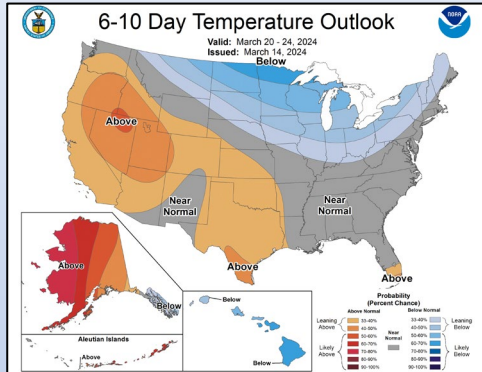 6-10 Day Temperature Outlook
Valid: March 20 - 24, 2024
Issued: March 14, 2024
NOAA
Below
Above
Near
Normal
Near
Normal
Above
Above
Above
Below
Aleutian Islands
Above
Below
Below
Probability
(Percent Chance)
Above Normal
Below Normal
Leaning
Above
33-40%
40-50%
Near
Normal
33-40%
40-50%
Leaning
Below
Likely
Above
50-60%
60-70%
70-80%
80-90%
90-100%
50-60%
60-70%
70-80%
80-90%
90-100%
Likely
Below